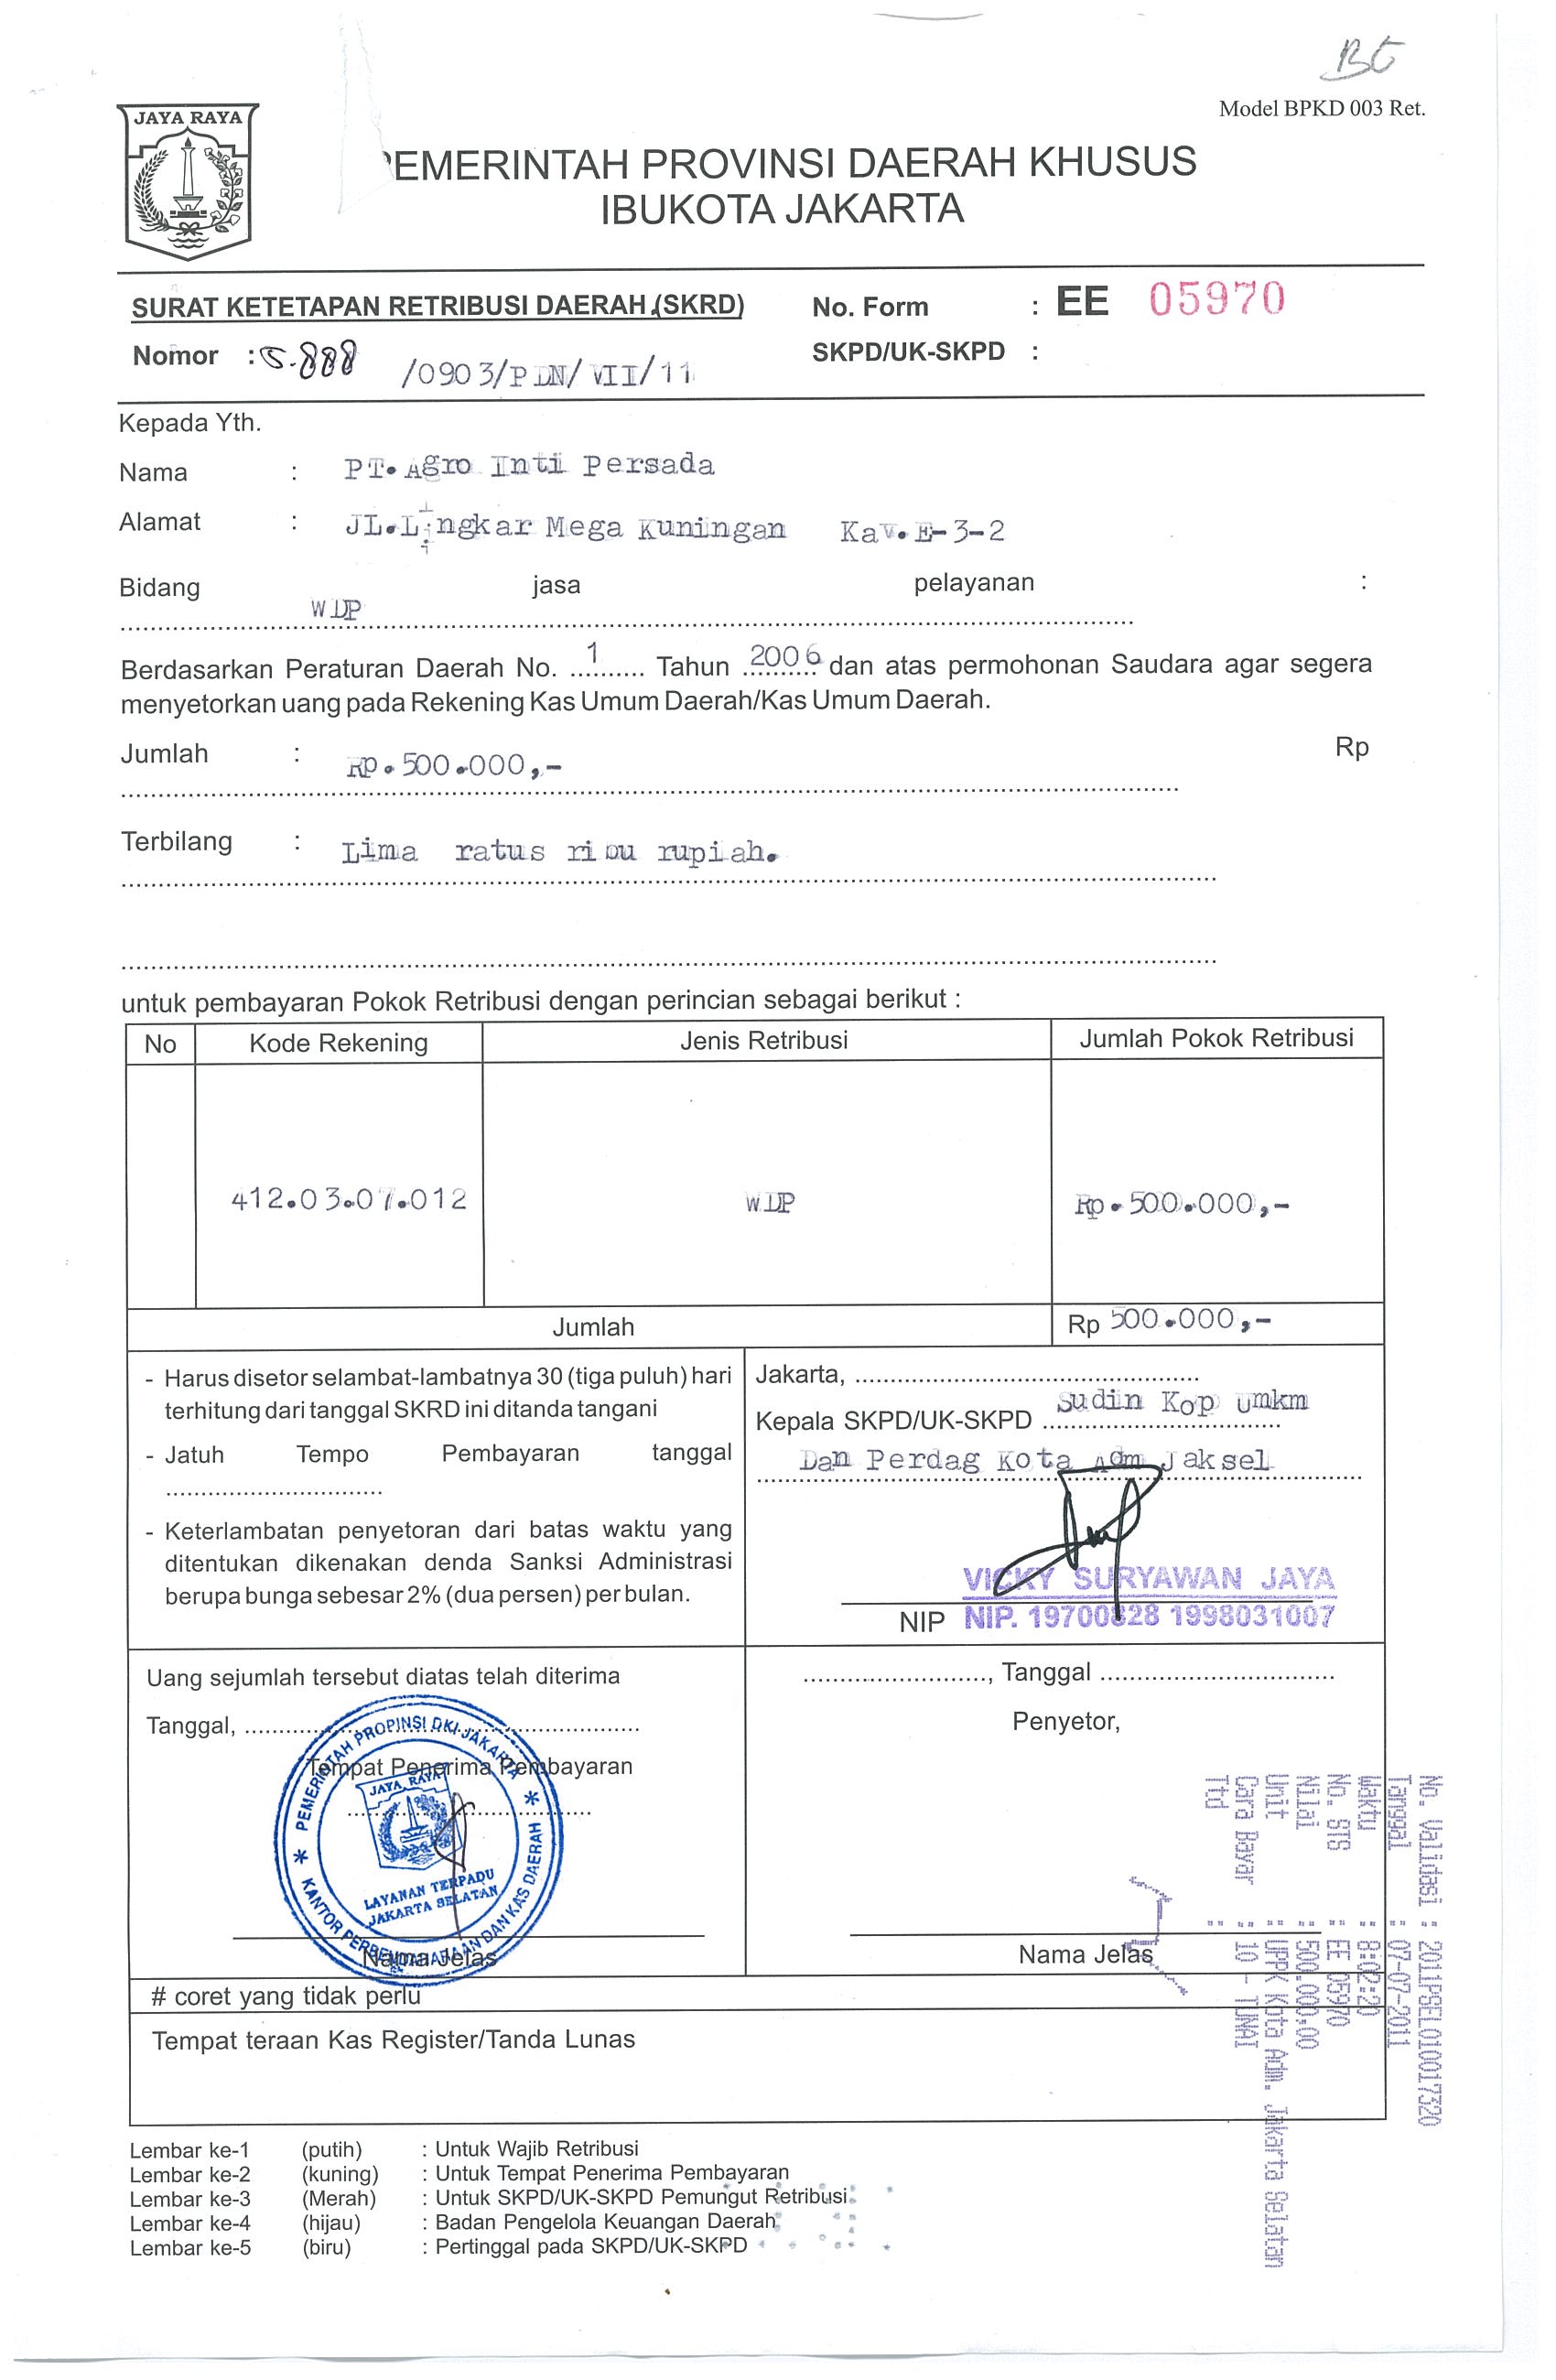 BG
Model BPKD 003 Ret.
JAYA RAYA
PEMERINTAH PROVINSI DAERAH KHUSUS
IBUKOTA JAKARTA
SURAT KETETAPAN RETRIBUSI DAERAH (SKRD)
No. Form : EE 05970
Nomor : 5.888 /0903/PDN/VII/11
SKPD/UK-SKPD :
Kepada Yth.
Nama : PT.Agro Inti Persada
Alamat : JL.Lingkar Mega Kuningan Kav.E-3-2
Bidang jasa pelayanan :
WDP
Berdasarkan Peraturan Daerah No. 1 Tahun 2006 dan atas permohonan Saudara agar segera
menyetorkan uang pada Rekening Kas Umum Daerah/Kas Umum Daerah.
Jumlah : Rp.500.000,- Rp
Terbilang : Lima ratus ribu rupiah.
untuk pembayaran Pokok Retribusi dengan perincian sebagai berikut :
No Kode Rekening Jenis Retribusi Jumlah Pokok Retribusi
412.03.07.012 WDP Rp.500.000,-
Jumlah Rp 500.000,-
- Harus disetor selambat-lambatnya 30 (tiga puluh) hari
terhitung dari tanggal SKRD ini ditanda tangani
- Jatuh Tempo Pembayaran tanggal
- Keterlambatan penyetoran dari batas waktu yang
ditentukan dikenakan denda Sanksi Administrasi
berupa bunga sebesar 2% (dua persen) per bulan.
Jakarta,
Kepala SKPD/UK-SKPD Sudin Kop Umkm
Dan Perdag Kota Adm Jaksel
VICKY SURYAWAN JAYA
NIP NIP. 19700828 1998031007
Uang sejumlah tersebut diatas telah diterima
Tanggal,
Tempat Penerima Pembayaran
PEMERINTAH PROPINSI DKI JAKARTA
JAYA RAYA
LAYANAN TERPADU
JAKARTA SELATAN
KANTOR PERBENDAHARAAN DAN KAS DAERAH
Nama Jelas
, Tanggal
Penyetor,
Nama Jelas
No. Validasi : 2011PSEL010017320
Tanggal : 07-07-2011
Waktu : 8:02:20
No. STS : EE 05970
Nilai : 500.000,00
Unit : UPPK Kota Adm. Jakarta Selatan
Cara Bayar : 10 - TUNAI
Ttd :
# coret yang tidak perlu
Tempat teraan Kas Register/Tanda Lunas
Lembar ke-1 (putih) : Untuk Wajib Retribusi
Lembar ke-2 (kuning) : Untuk Tempat Penerima Pembayaran
Lembar ke-3 (Merah) : Untuk SKPD/UK-SKPD Pemungut Retribusi
Lembar ke-4 (hijau) : Badan Pengelola Keuangan Daerah
Lembar ke-5 (biru) : Pertinggal pada SKPD/UK-SKPD